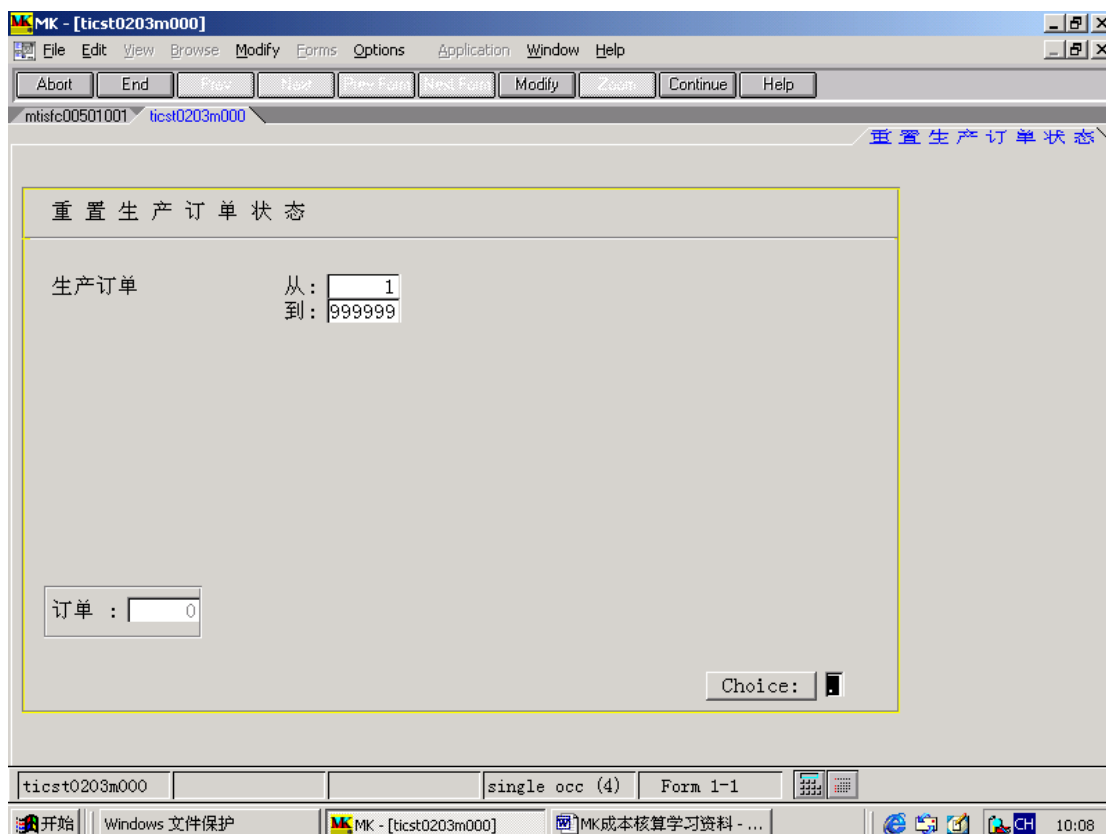 MK MK - [ticst0203m000]
File Edit View Browse Modify Forms Options Application Window Help
Abort End Prev Next Prev Form Next Form Modify Zoom Continue Help
mtisfc00501001 ticst0203m000
重置生产订单状态
重置生产订单状态
生产订单 从: 1
到: 999999
订单 : 0
Choice: .
ticst0203m000 single occ (4) Form 1-1
开始 Windows 文件保护 MK MK - [ticst0203m000] MK成本核算学习资料 - ... CH 10:08